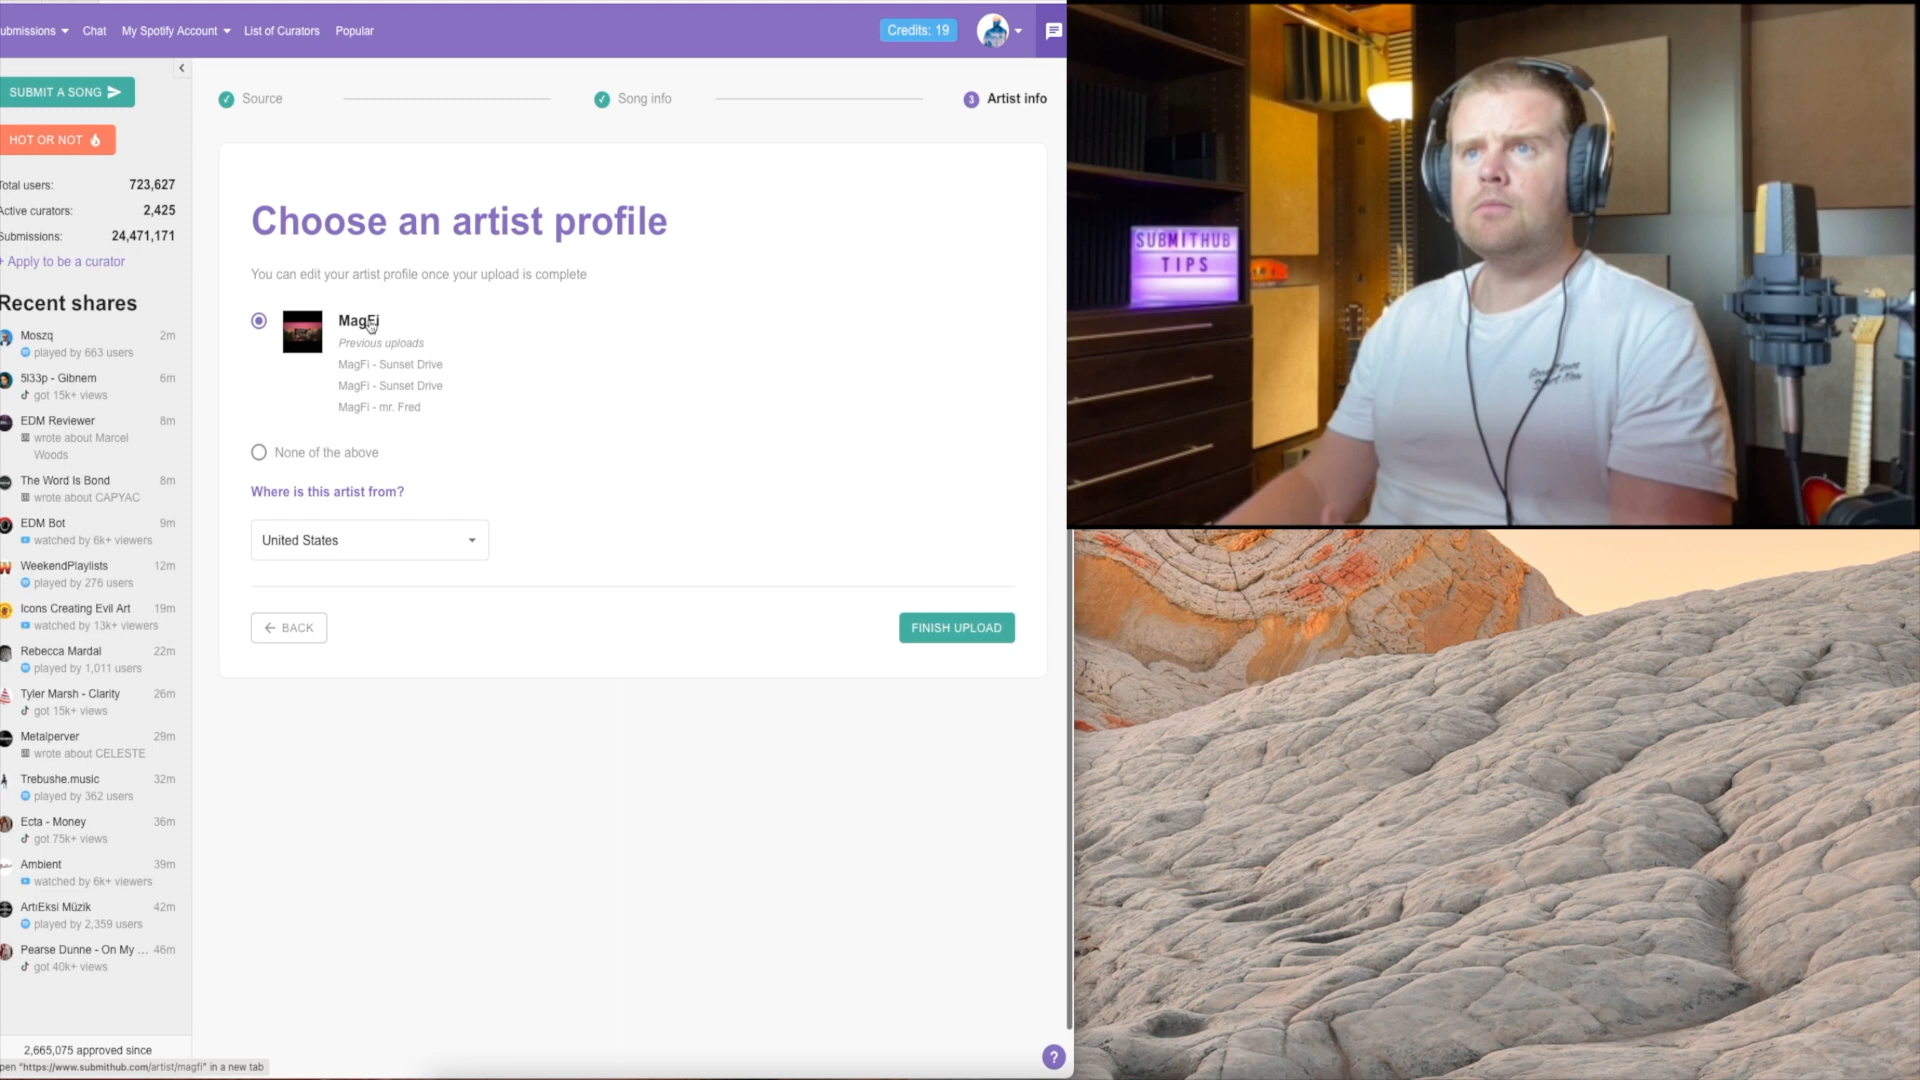 ubmissions
Chat
My Spotify Account
List of Curators
Popular
Credits: 19
SUBMIT A SONG
HOT OR NOT
Total users: 723,627
Active curators: 2,425
Submissions: 24,471,171
+ Apply to be a curator
Recent shares
Moszq 2m
played by 663 users
5l33p - Gibnem 6m
got 15k+ views
EDM Reviewer 8m
wrote about Marcel
Woods
The Word Is Bond 8m
wrote about CAPYAC
EDM Bot 9m
watched by 6k+ viewers
WeekendPlaylists 12m
played by 276 users
Icons Creating Evil Art 19m
watched by 13k+ viewers
Rebecca Mardal 22m
played by 1,011 users
Tyler Marsh - Clarity 26m
got 15k+ views
Metalperver 29m
wrote about CELESTE
Trebushe.music 32m
played by 362 users
Ecta - Money 36m
got 75k+ views
Ambient 39m
watched by 6k+ viewers
ArtıEksi Müzik 42m
played by 2,359 users
Pearse Dunne - On My ... 46m
got 40k+ views
2,665,075 approved since
pen "https://www.submithub.com/artist/magfi" in a new tab
Source
Song info
3 Artist info
Choose an artist profile
You can edit your artist profile once your upload is complete
MagFi
Previous uploads
MagFi - Sunset Drive
MagFi - Sunset Drive
MagFi - mr. Fred
None of the above
Where is this artist from?
United States
BACK
FINISH UPLOAD
?
SUBMITHUB
TIPS